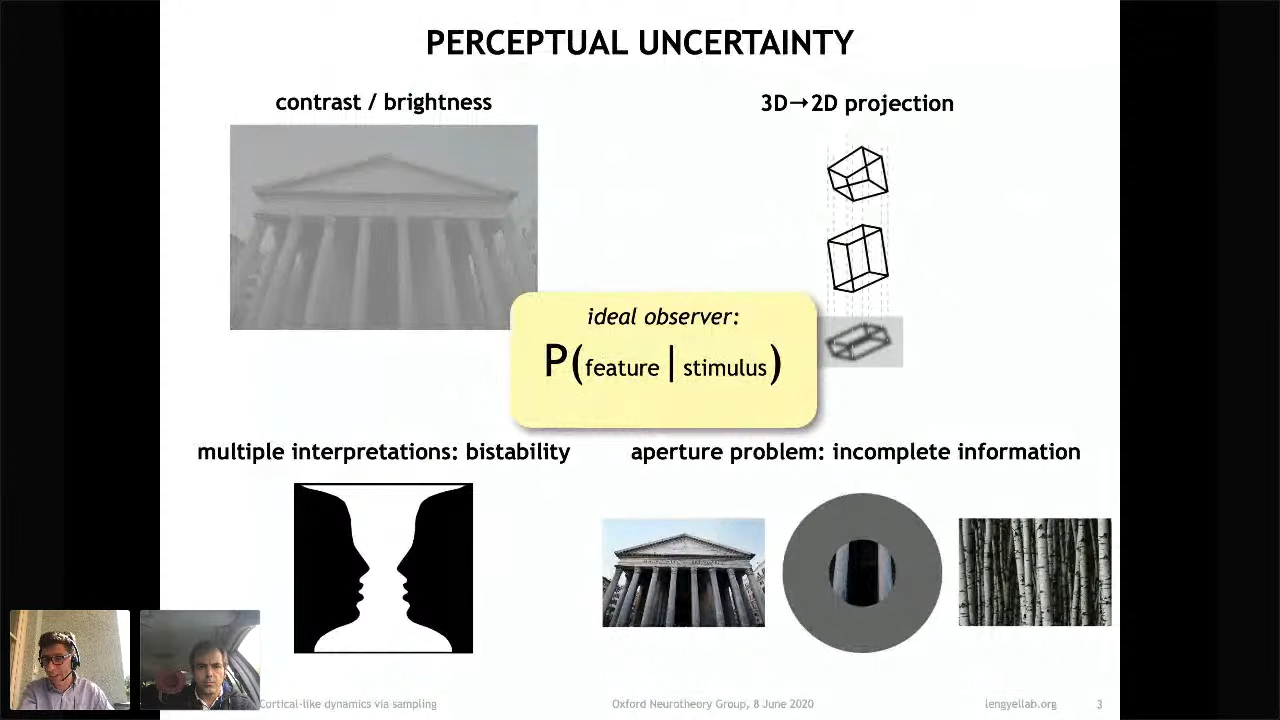 PERCEPTUAL UNCERTAINTY
contrast / brightness
3D→2D projection
ideal observer:
P(feature | stimulus)
multiple interpretations: bistability
aperture problem: incomplete information
Cortical-like dynamics via sampling
Oxford Neurotheory Group, 8 June 2020
lengyellab.org
3